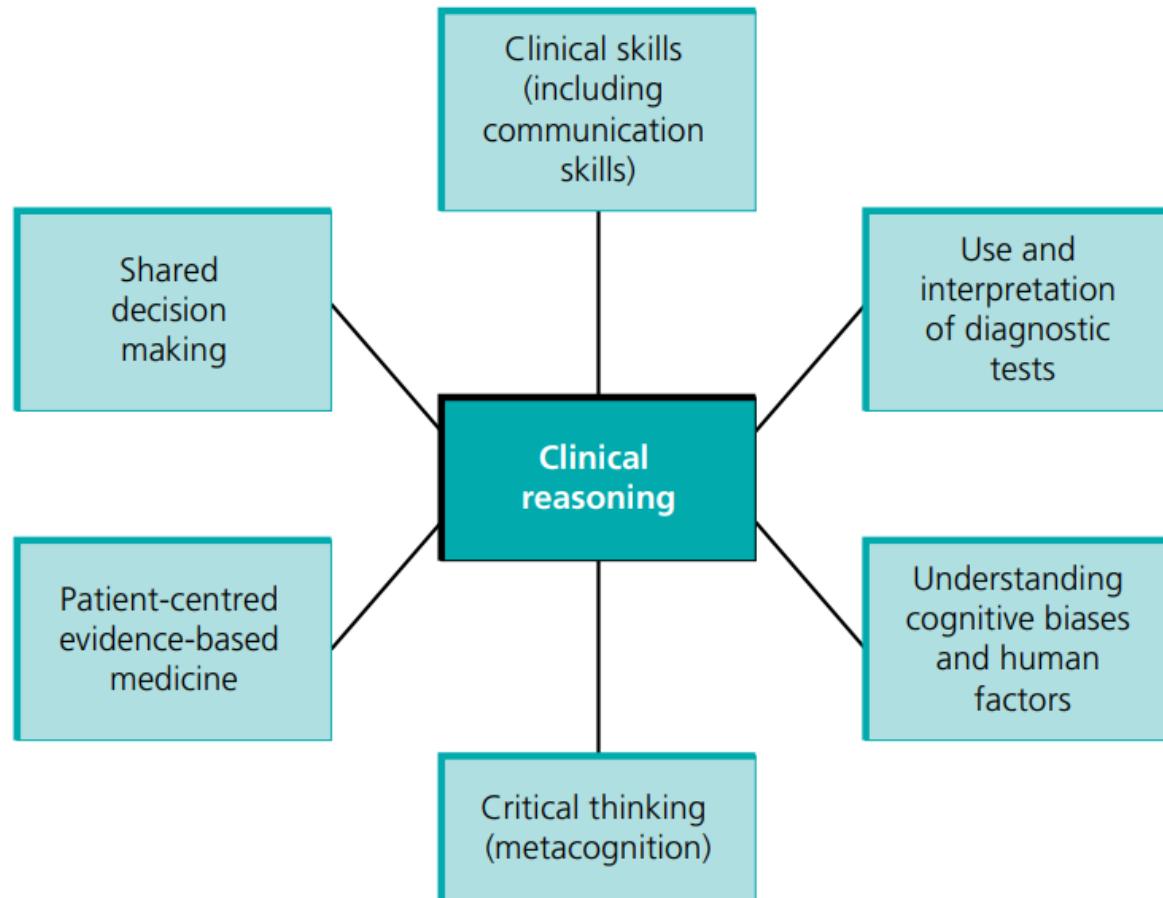 Clinical skills
(including
communication
skills)
Shared
decision
making
Use and
interpretation
of diagnostic
tests
Clinical
reasoning
Patient-centred
evidence-based
medicine
Understanding
cognitive biases
and human
factors
Critical thinking
(metacognition)